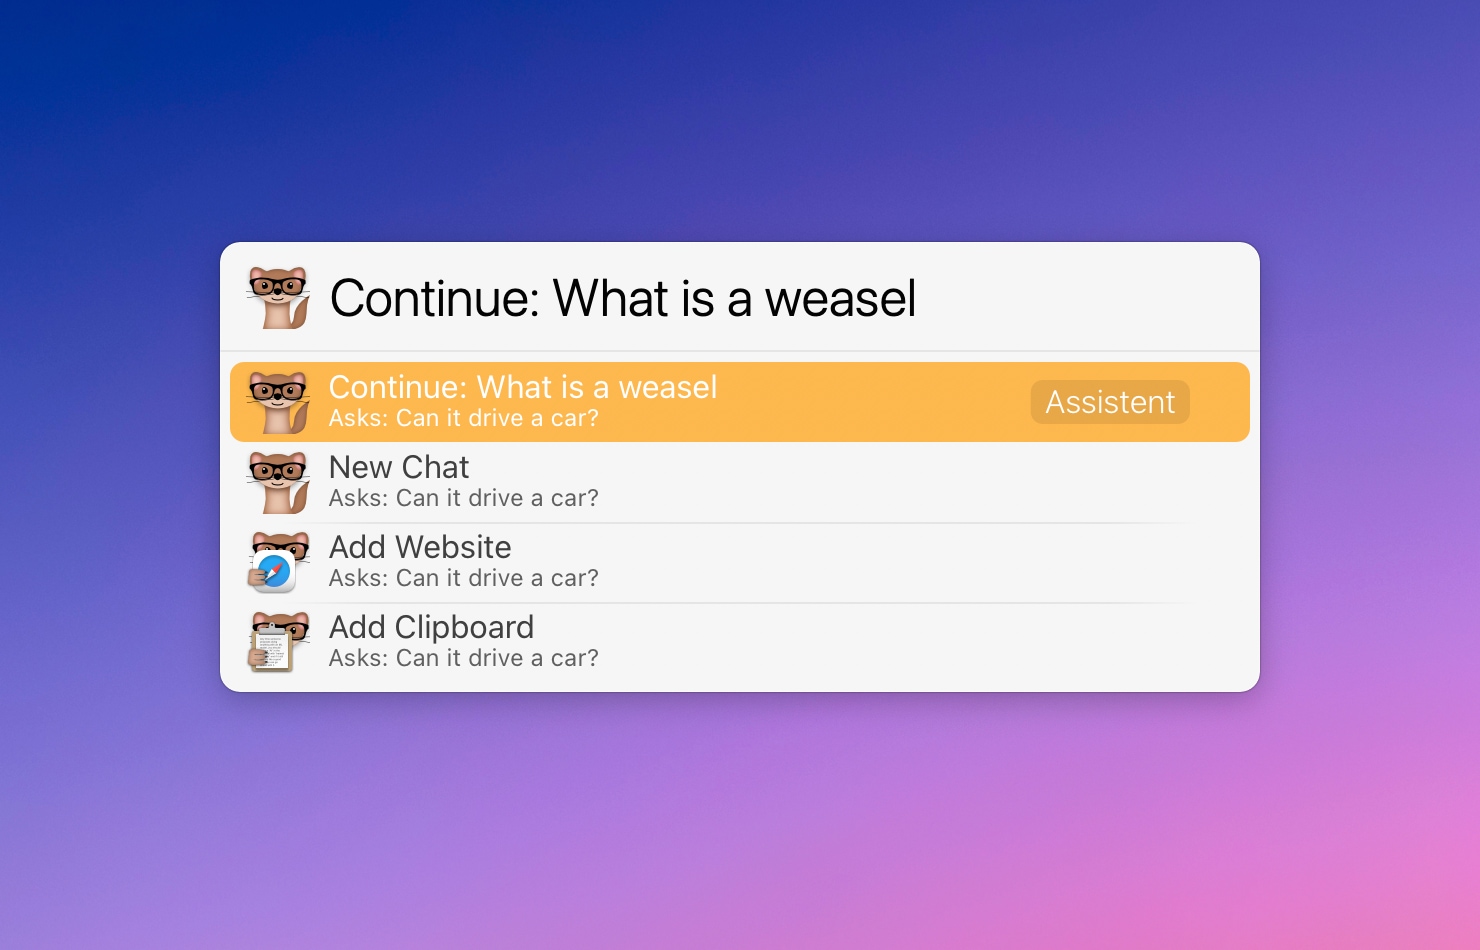 Continue: What is a weasel
Continue: What is a weasel
Asks: Can it drive a car?
Assistent
New Chat
Asks: Can it drive a car?
Add Website
Asks: Can it drive a car?
Add Clipboard
Asks: Can it drive a car?